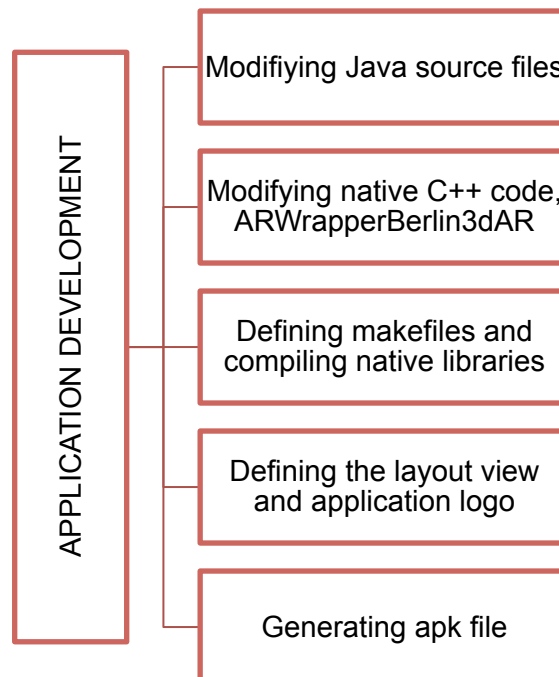 APPLICATION DEVELOPMENT
Modifiying Java source files
Modifying native C++ code,
ARWrapperBerlin3dAR
Defining makefiles and
compiling native libraries
Defining the layout view
and application logo
Generating apk file